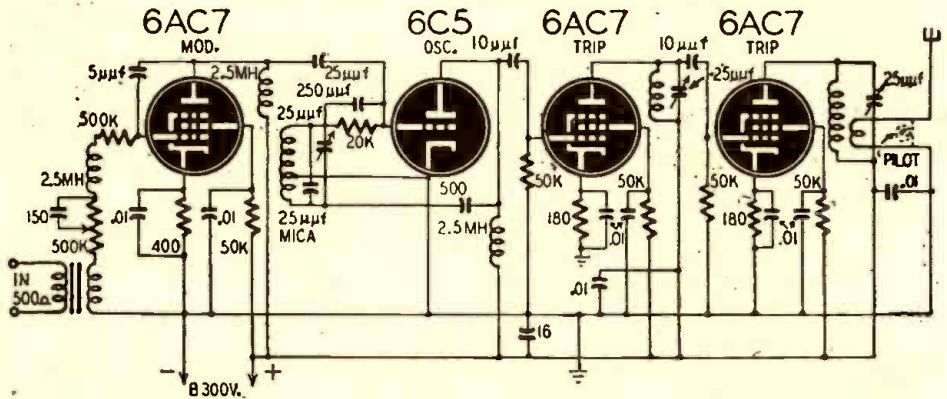 6AC7
MOD.
6C5
OSC.
6AC7
TRIP
6AC7
TRIP
5μμf
2.5MH
25μμf
250μμf
25μμf
20K
10μμf
10μμf
25μμf
25μμf
500K
2.5MH
150
500K
.01
400
.01
50K
25μμf
MICA
500
2.5MH
50K
180
.01
50K
.01
50K
180
.01
50K
PILOT
.01
IN
500Ω
16
−
+
B 300V.